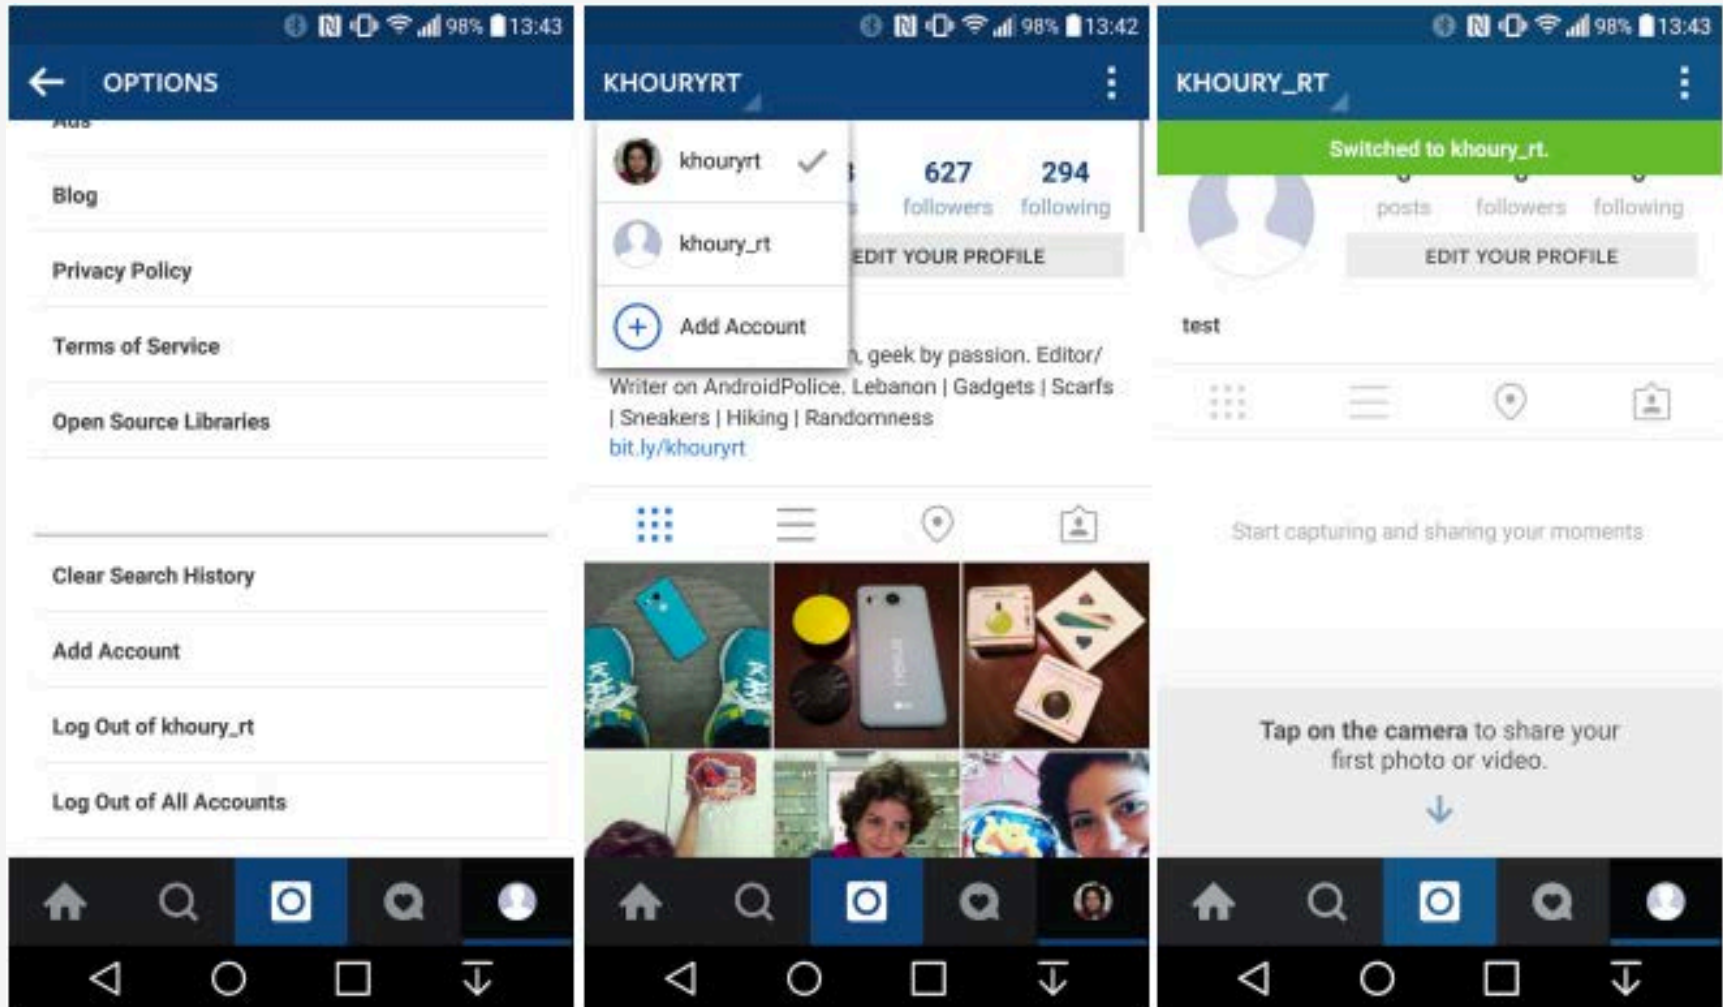 98% 13:43
OPTIONS
Ads
Blog
Privacy Policy
Terms of Service
Open Source Libraries
Clear Search History
Add Account
Log Out of khoury_rt
Log Out of All Accounts
98% 13:42
KHOURYRT
khouryrt
khoury_rt
Add Account
627 294
followers following
EDIT YOUR PROFILE
geek by passion. Editor/
Writer on AndroidPolice. Lebanon | Gadgets | Scarfs
| Sneakers | Hiking | Randomness
bit.ly/khouryrt
nexus
98% 13:43
KHOURY_RT
Switched to khoury_rt.
posts followers following
EDIT YOUR PROFILE
test
Start capturing and sharing your moments
Tap on the camera to share your
first photo or video.